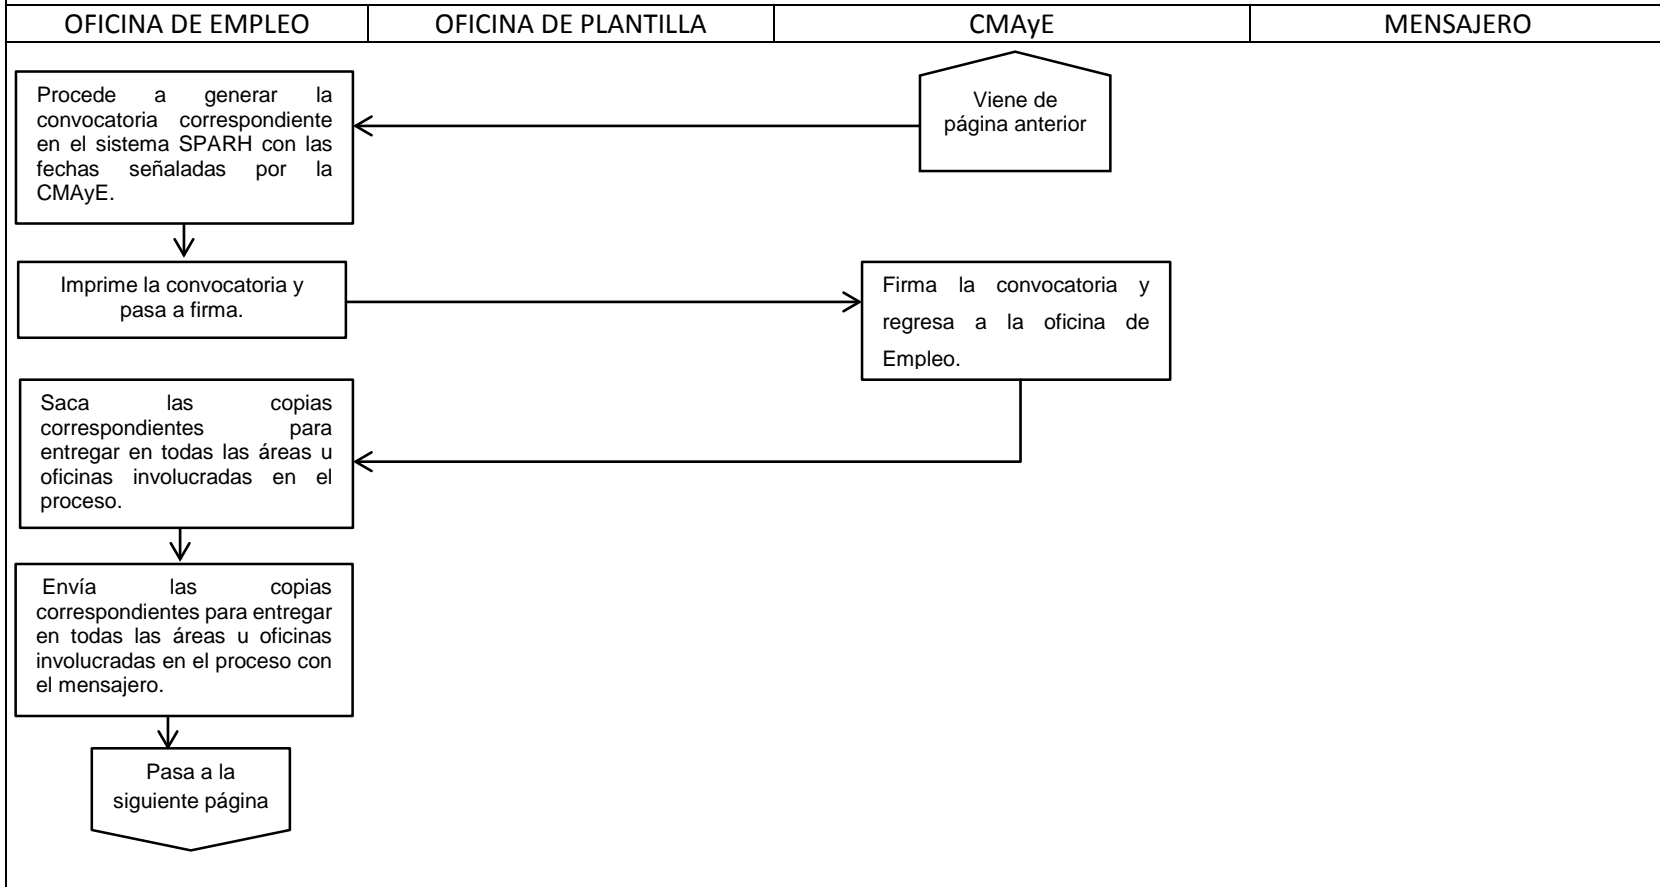 OFICINA DE EMPLEO OFICINA DE PLANTILLA CMAyE MENSAJERO
Viene de
página anterior
Procede a generar la
convocatoria correspondiente
en el sistema SPARH con las
fechas señaladas por la
CMAyE.
Imprime la convocatoria y
pasa a firma.
Firma la convocatoria y
regresa a la oficina de
Empleo.
Saca las copias
correspondientes para
entregar en todas las áreas u
oficinas involucradas en el
proceso.
Envía las copias
correspondientes para entregar
en todas las áreas u oficinas
involucradas en el proceso con
el mensajero.
Pasa a la
siguiente página